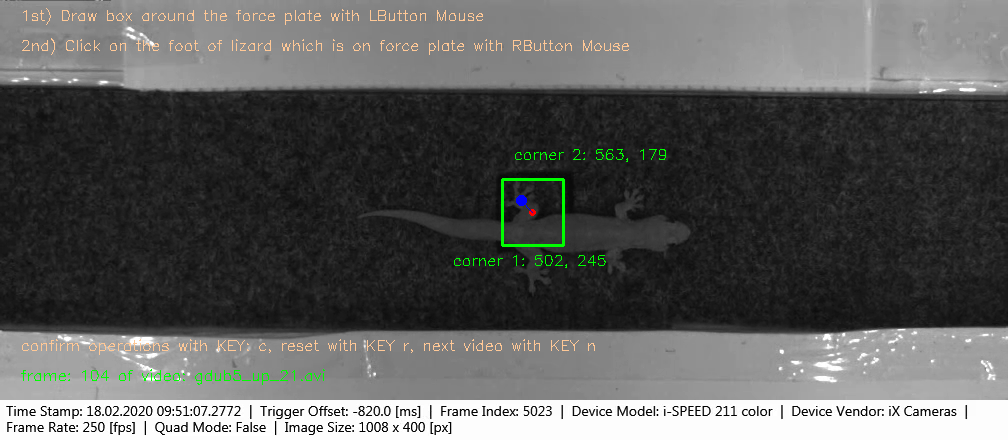 1st) Draw box around the force plate with LButton Mouse
2nd) Click on the foot of lizard which is on force plate with RButton Mouse
corner 2: 563, 179
corner 1: 502, 245
confirm operations with KEY: c, reset with KEY r, next video with KEY n
frame: 104 of video:
Time Stamp: 18.02.2020 09:51:07.2772 | Trigger Offset: -820.0 [ms] | Frame Index: 5023 | Device Model: i-SPEED 211 color | Device Vendor: iX Cameras |
Frame Rate: 250 [fps] | Quad Mode: False | Image Size: 1008 x 400 [px]